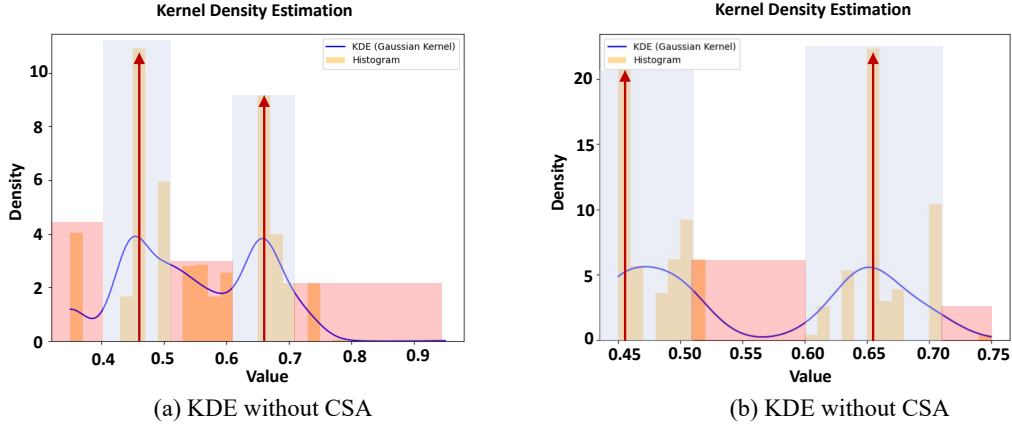 Kernel Density Estimation
KDE (Gaussian Kernel)
Histogram
Density
10
8
6
4
2
0
0.4 0.5 0.6 0.7 0.8 0.9
Value
(a) KDE without CSA
Kernel Density Estimation
KDE (Gaussian Kernel)
Histogram
Density
20
15
10
5
0
0.45 0.50 0.55 0.60 0.65 0.70 0.75
Value
(b) KDE without CSA